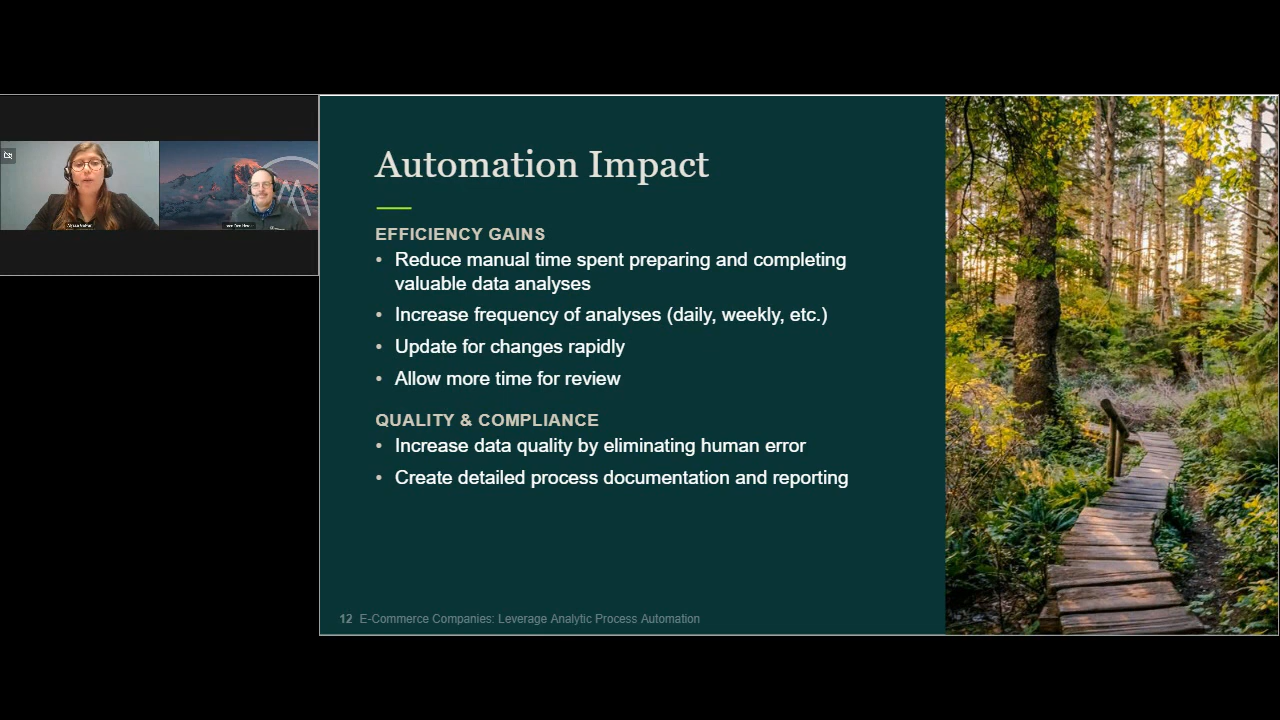 Automation Impact
EFFICIENCY GAINS
• Reduce manual time spent preparing and completing
valuable data analyses
• Increase frequency of analyses (daily, weekly, etc.)
• Update for changes rapidly
• Allow more time for review
QUALITY & COMPLIANCE
• Increase data quality by eliminating human error
• Create detailed process documentation and reporting
12 E-Commerce Companies: Leverage Analytic Process Automation